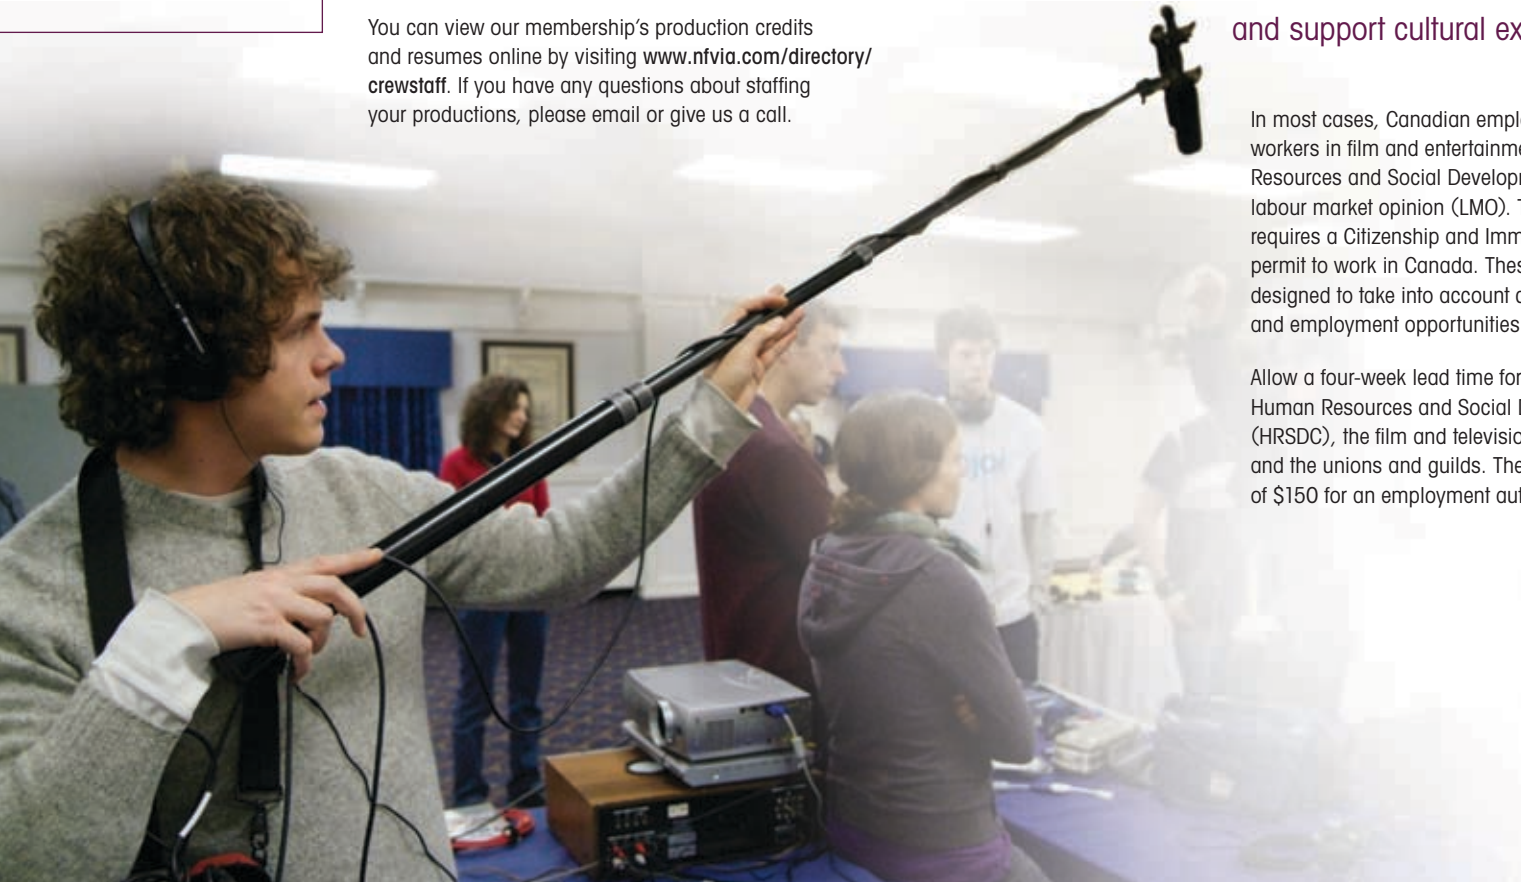 You can view our membership’s production credits
and resumes online by visiting www.nfvia.com/directory/
crewstaff. If you have any questions about staffing
your productions, please email or give us a call.
and support cultural ex
In most cases, Canadian empl
workers in film and entertainme
Resources and Social Developm
labour market opinion (LMO). T
requires a Citizenship and Imm
permit to work in Canada. Thes
designed to take into account c
and employment opportunities
Allow a four-week lead time for
Human Resources and Social D
(HRSDC), the film and televisio
and the unions and guilds. The
of $150 for an employment aut